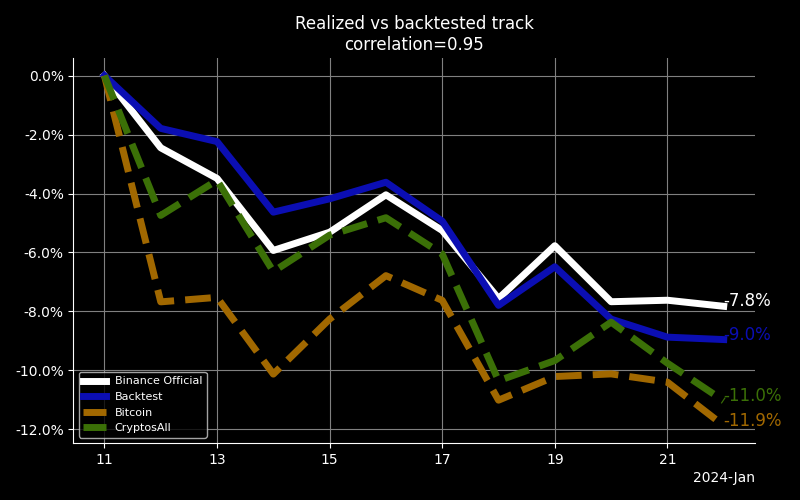 Realized vs backtested track
correlation=0.95
0.0%
-2.0%
-4.0%
-6.0%
-8.0%
-10.0%
-12.0%
-7.8%
-9.0%
-11.0%
-11.9%
Binance Official
Backtest
Bitcoin
CryptosAll
11 13 15 17 19 21
2024-Jan